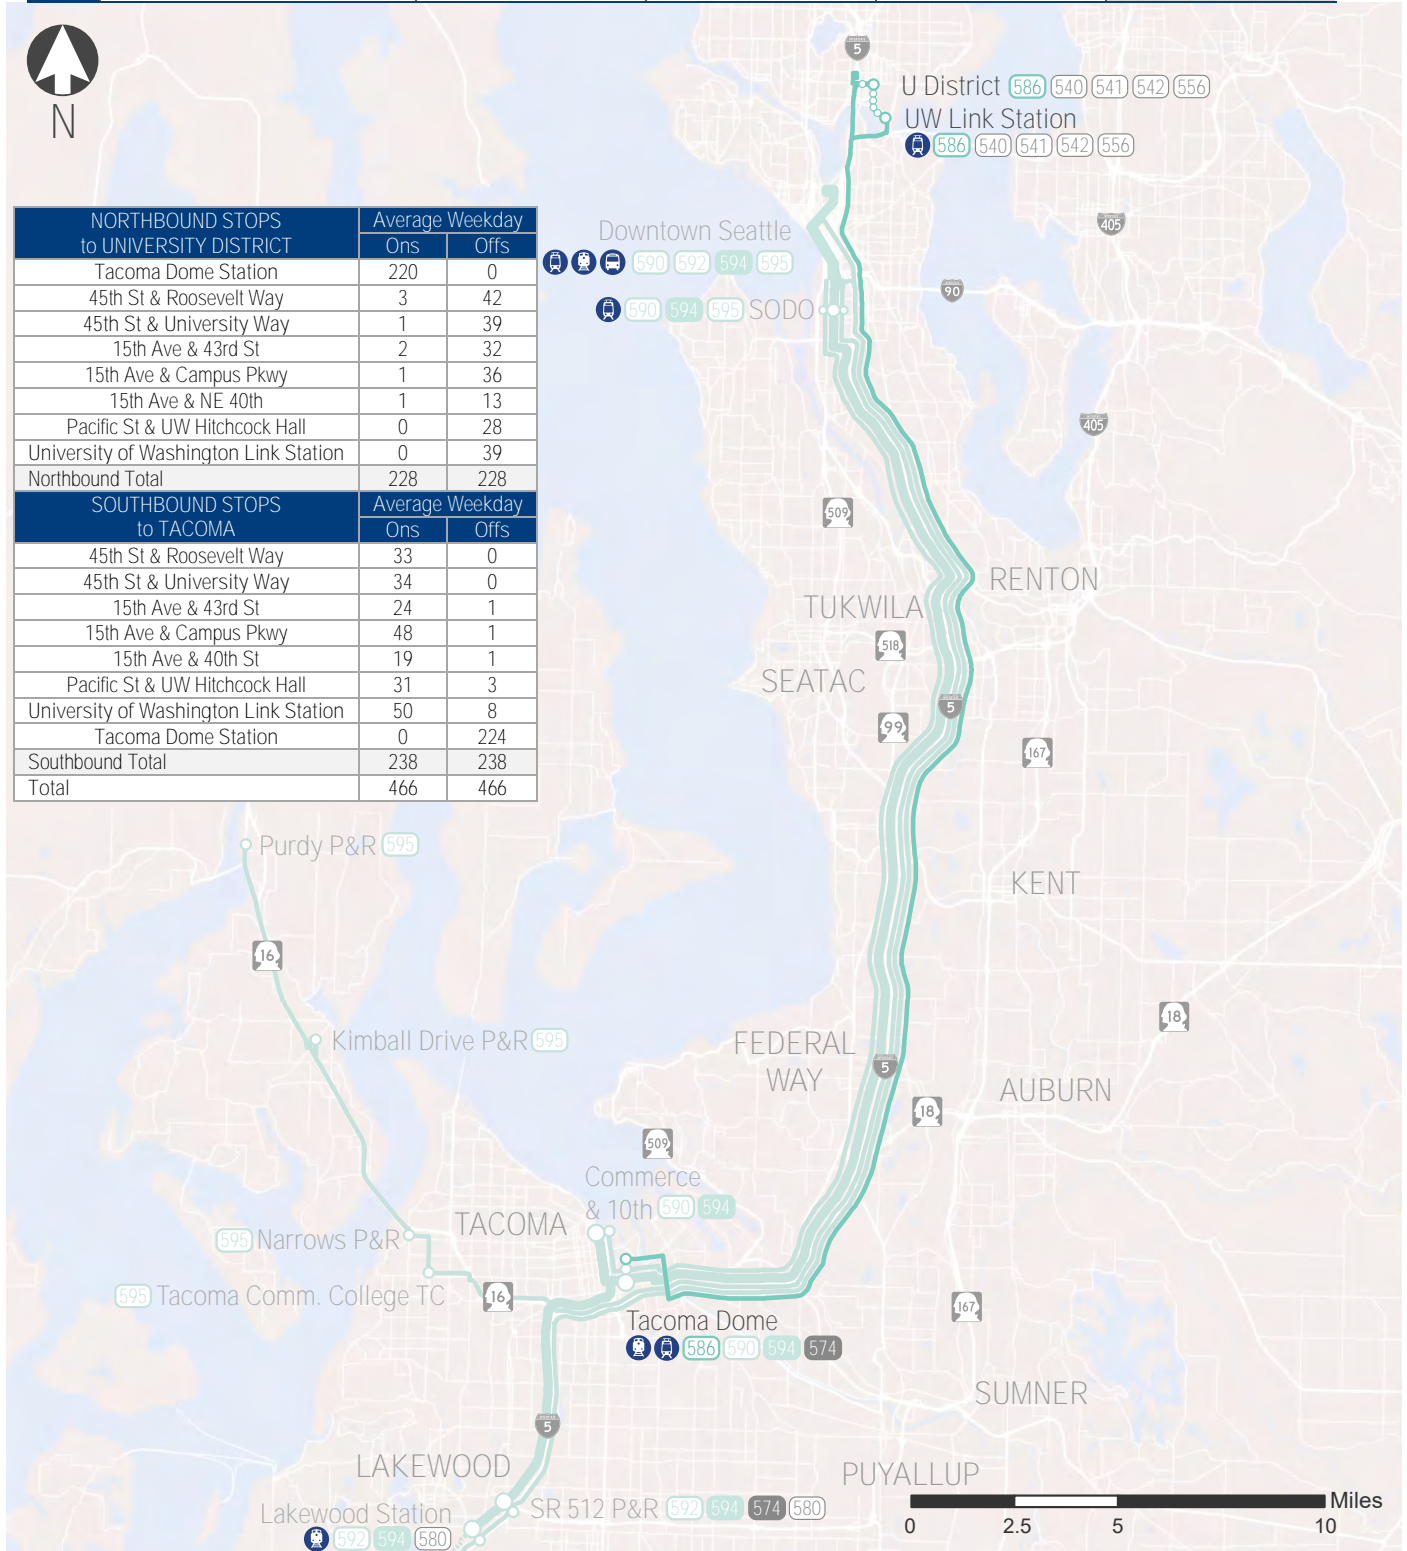 5
U District 586 540 541 542 556
UW Link Station
586 540 541 542 556
N
NORTHBOUND STOPS
to UNIVERSITY DISTRICT
Average Weekday
Ons Offs
Tacoma Dome Station 220 0
45th St & Roosevelt Way 3 42
45th St & University Way 1 39
15th Ave & 43rd St 2 32
15th Ave & Campus Pkwy 1 36
15th Ave & NE 40th 1 13
Pacific St & UW Hitchcock Hall 0 28
University of Washington Link Station 0 39
Northbound Total 228 228
SOUTHBOUND STOPS
to TACOMA
Average Weekday
Ons Offs
45th St & Roosevelt Way 33 0
45th St & University Way 34 0
15th Ave & 43rd St 24 1
15th Ave & Campus Pkwy 48 1
15th Ave & 40th St 19 1
Pacific St & UW Hitchcock Hall 31 3
University of Washington Link Station 50 8
Tacoma Dome Station 0 224
Southbound Total 238 238
Total 466 466
405
Downtown Seattle
590 592 594 595
90
590 594 595 SODO
405
509
RENTON
TUKWILA
518
SEATAC
5
99
167
Purdy P&R 595
KENT
16
18
Kimball Drive P&R 595
FEDERAL
WAY
5
AUBURN
18
509
Commerce
& 10th 590 594
TACOMA
595 Narrows P&R
595 Tacoma Comm. College TC
16
167
Tacoma Dome
586 590 594 574
SUMNER
5
LAKEWOOD
PUYALLUP
SR 512 P&R 592 594 574 580
Lakewood Station
592 594 580
Miles
0 2.5 5 10